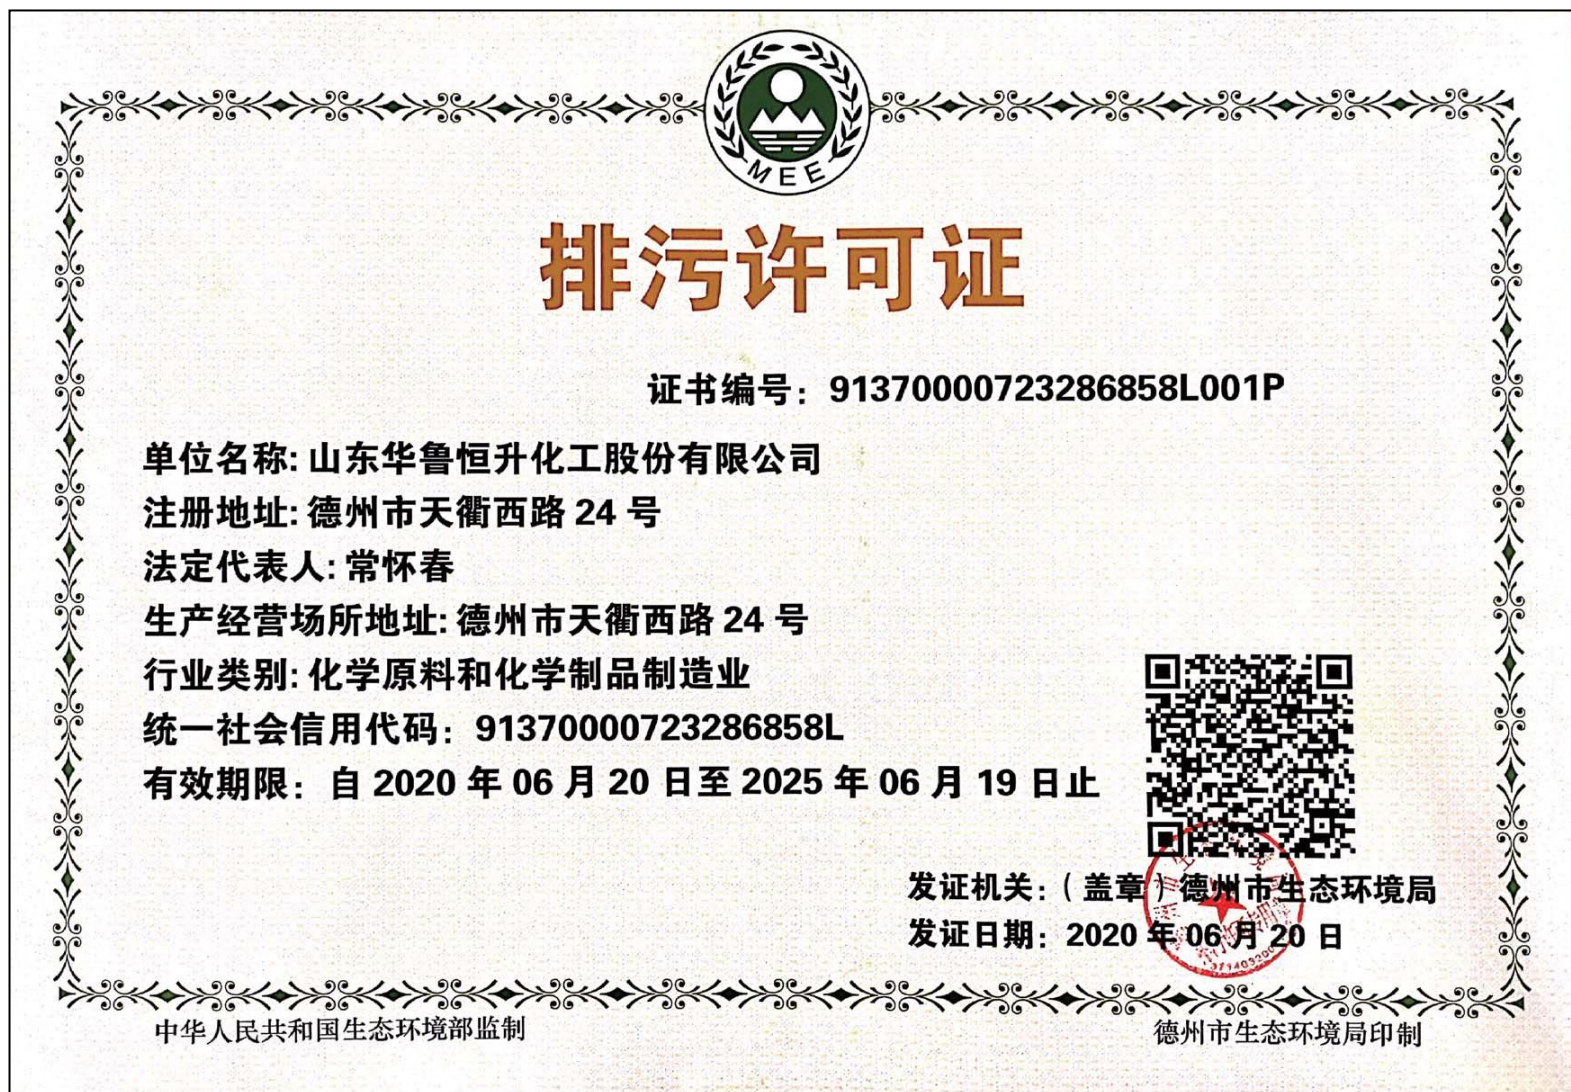 MEE
排污许可证
证书编号：91370000723286858L001P
单位名称: 山东华鲁恒升化工股份有限公司
注册地址: 德州市天衢西路 24 号
法定代表人: 常怀春
生产经营场所地址: 德州市天衢西路 24 号
行业类别: 化学原料和化学制品制造业
统一社会信用代码：91370000723286858L
有效期限：自 2020 年 06 月 20 日至 2025 年 06 月 19 日止
发证机关：（盖章）德州市生态环境局
发证日期：2020 年 06 月 20 日
中华人民共和国生态环境部监制
德州市生态环境局印制